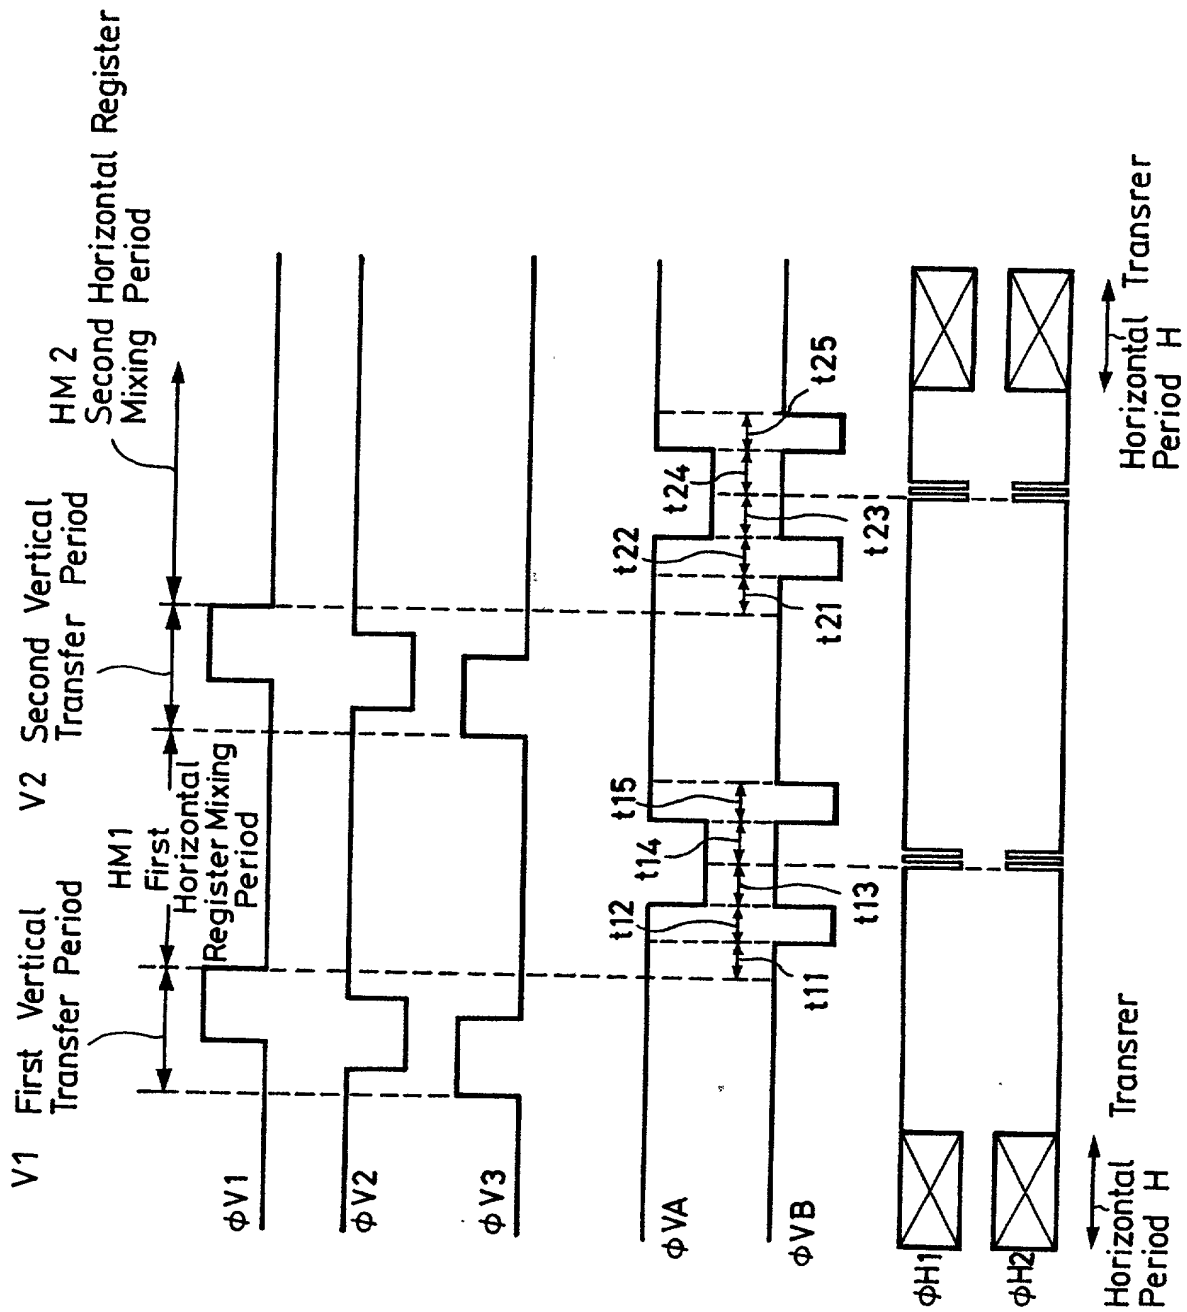 V1 First Vertical
Transfer Period
HM1
First
Horizontal
Register Mixing
Period
V2 Second Vertical
Transfer Period
HM 2
Second Horizontal Register
Mixing Period
φV1
φV2
φV3
φVA
φVB
t11
t12
t13
t14
t15
t21
t22
t23
t24
t25
φH1
φH2
Horizontal Transrer
Period H
Horizontal Transrer
Period H